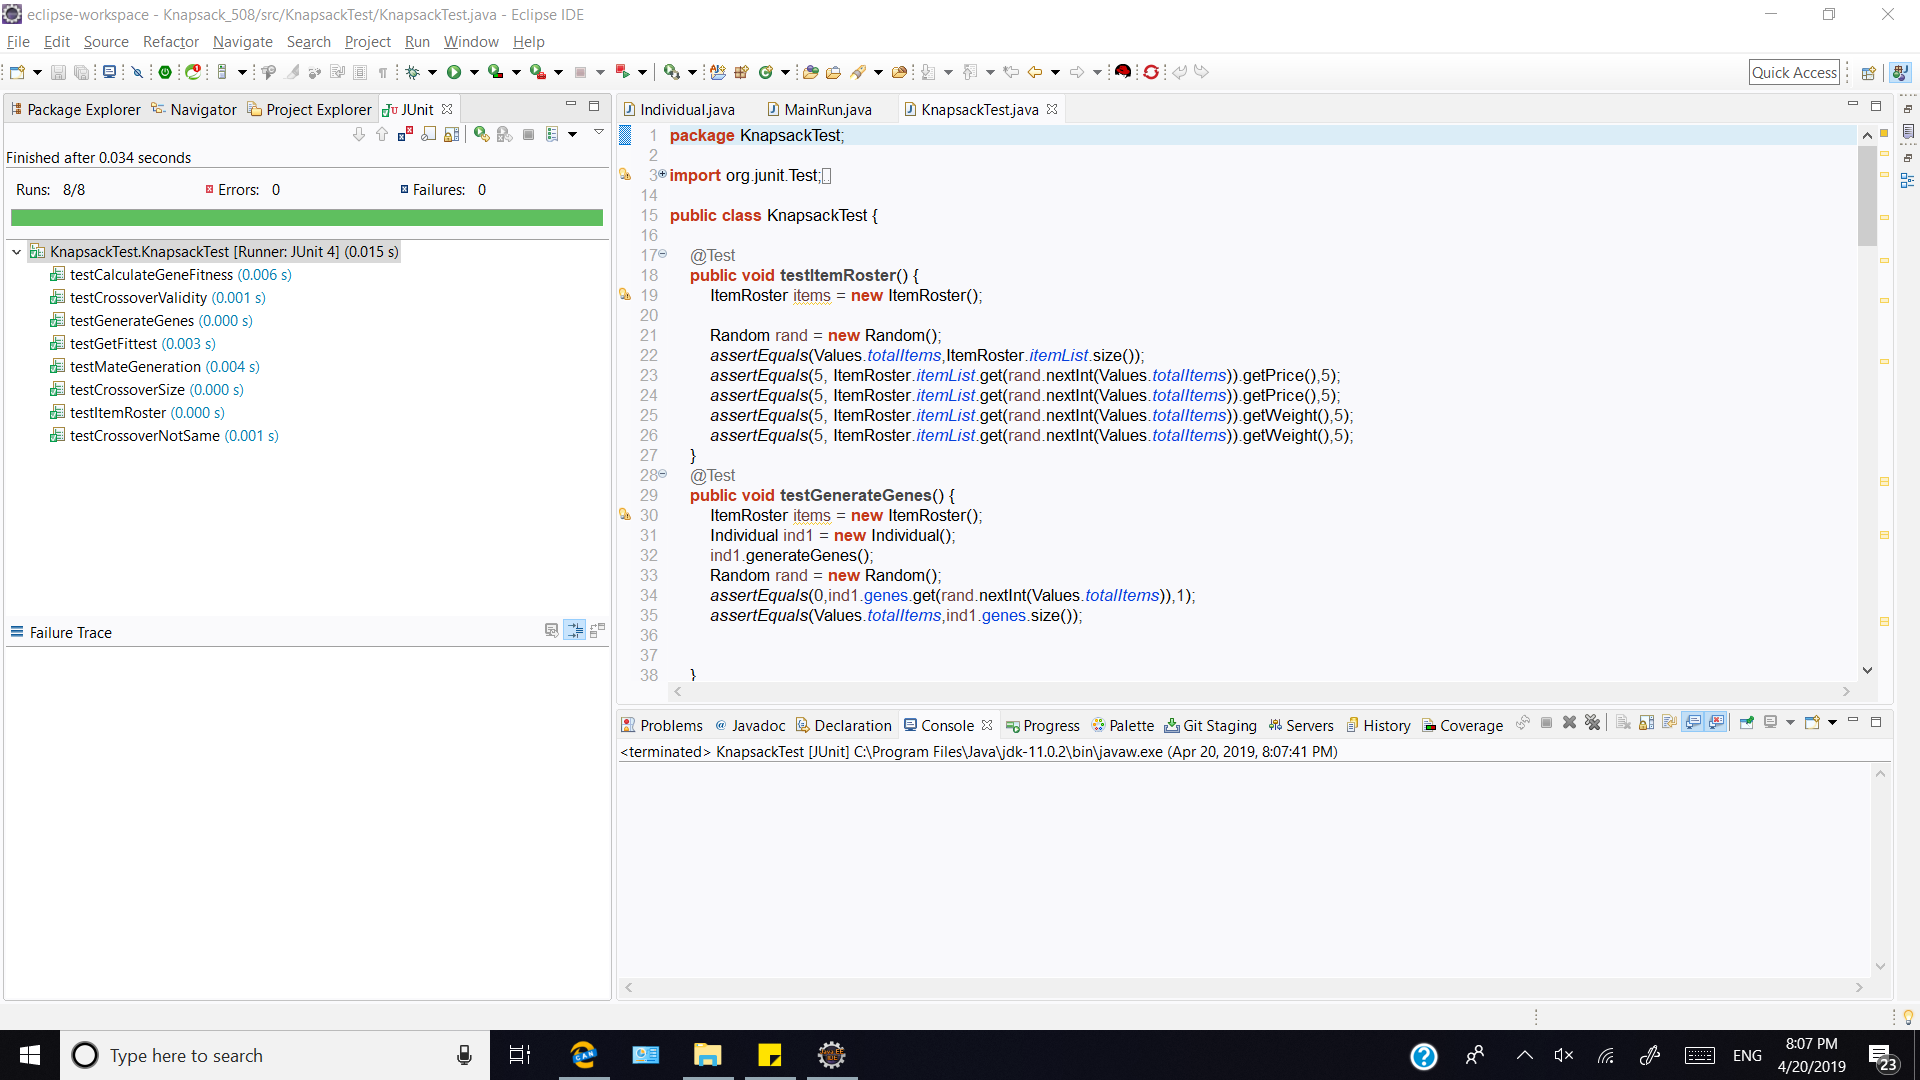 eclipse-workspace - Knapsack_508/src/KnapsackTest/KnapsackTest.java - Eclipse IDE
File Edit Source Refactor Navigate Search Project Run Window Help
Quick Access
Package Explorer Navigator Project Explorer JUnit
Finished after 0.034 seconds
Runs: 8/8 Errors: 0 Failures: 0
KnapsackTest.KnapsackTest [Runner: JUnit 4] (0.015 s)
testCalculateGeneFitness (0.006 s)
testCrossoverValidity (0.001 s)
testGenerateGenes (0.000 s)
testGetFittest (0.003 s)
testMateGeneration (0.004 s)
testCrossoverSize (0.000 s)
testItemRoster (0.000 s)
testCrossoverNotSame (0.001 s)
Failure Trace
Individual.java MainRun.java KnapsackTest.java
1 package KnapsackTest;
2
3 import org.junit.Test;
14
15 public class KnapsackTest {
16
17 @Test
18 public void testItemRoster() {
19 ItemRoster items = new ItemRoster();
20
21 Random rand = new Random();
22 assertEquals(Values.totalItems,ItemRoster.itemList.size());
23 assertEquals(5, ItemRoster.itemList.get(rand.nextInt(Values.totalItems)).getPrice(),5);
24 assertEquals(5, ItemRoster.itemList.get(rand.nextInt(Values.totalItems)).getPrice(),5);
25 assertEquals(5, ItemRoster.itemList.get(rand.nextInt(Values.totalItems)).getWeight(),5);
26 assertEquals(5, ItemRoster.itemList.get(rand.nextInt(Values.totalItems)).getWeight(),5);
27 }
28 @Test
29 public void testGenerateGenes() {
30 ItemRoster items = new ItemRoster();
31 Individual ind1 = new Individual();
32 ind1.generateGenes();
33 Random rand = new Random();
34 assertEquals(0,ind1.genes.get(rand.nextInt(Values.totalItems)),1);
35 assertEquals(Values.totalItems,ind1.genes.size());
36
37
38 }
Problems Javadoc Declaration Console Progress Palette Git Staging Servers History Coverage
<terminated> KnapsackTest [JUnit] C:\Program Files\Java\jdk-11.0.2\bin\javaw.exe (Apr 20, 2019, 8:07:41 PM)
Type here to search
ENG
8:07 PM
4/20/2019
23